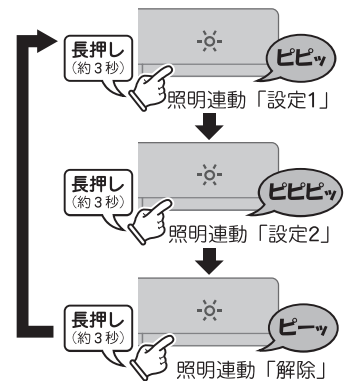 長押し
(約3秒)
ピピッ
照明連動「設定1」
長押し
(約3秒)
ピピピッ
照明連動「設定2」
長押し
(約3秒)
ピーッ
照明連動「解除」